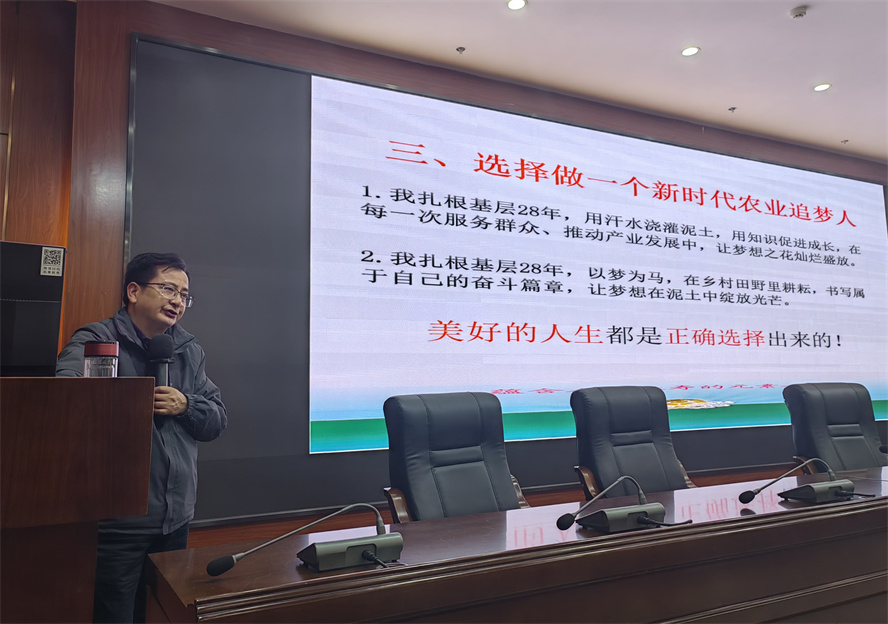 三、选择做一个新时代农业追梦人
1. 我扎根基层28年，用汗水浇灌泥土，用知识促进成长，在
每一次服务群众、推动产业发展中，让梦想之花灿烂盛放。
2. 我扎根基层28年，以梦为马，在乡村田野里耕耘，书写属
于自己的奋斗篇章，让梦想在泥土中绽放光芒。
美好的人生都是正确选择出来的！